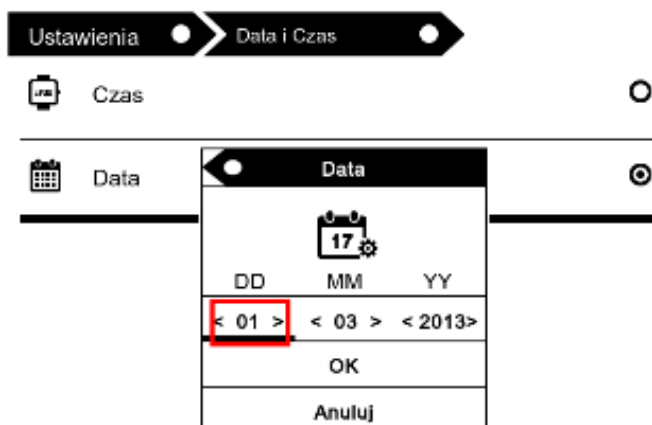 Ustawienia Data i Czas
Czas
Data
Data
17
DD MM YY
< 01 > < 03 > < 2013>
OK
Anuluj